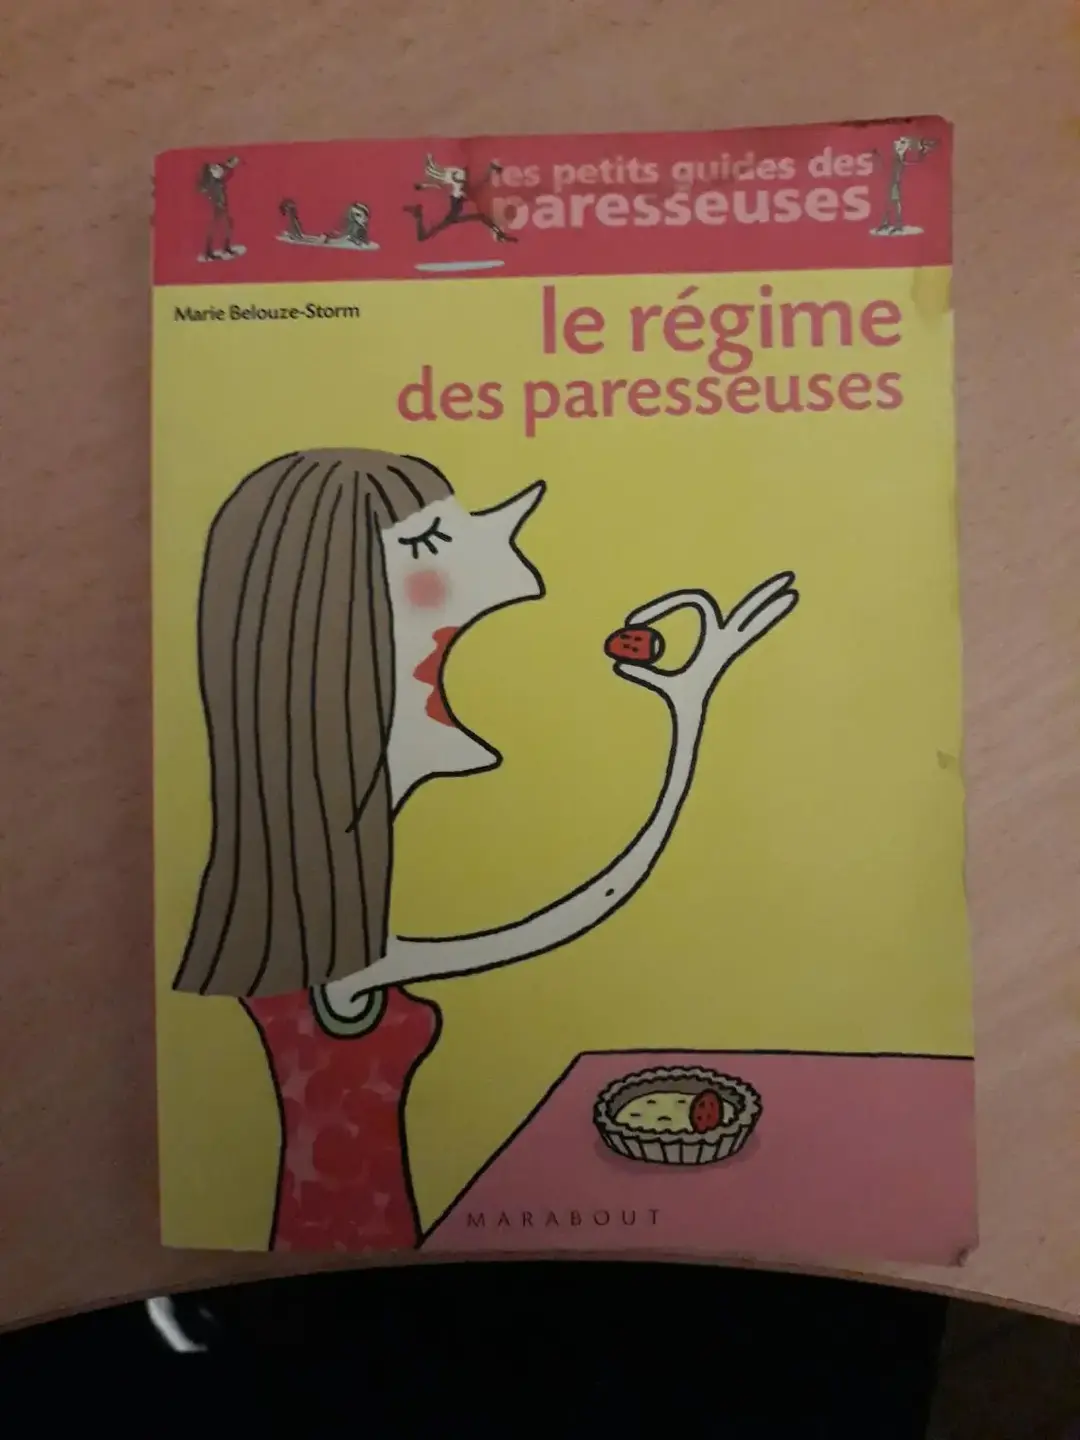 les petits guides des
paresseuses
Marie Belouze-Storm
le régime
des paresseuses
MARABOUT